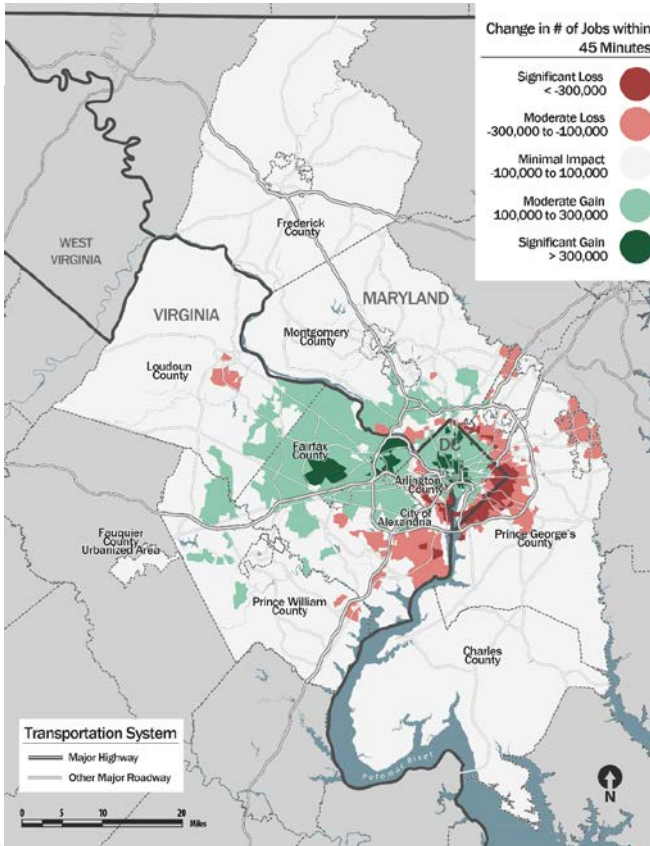 Change in # of Jobs within
45 Minutes
Significant Loss
< -300,000
Moderate Loss
-300,000 to -100,000
Minimal Impact
-100,000 to 100,000
Moderate Gain
100,000 to 300,000
Significant Gain
> 300,000
Frederick
County
WEST
VIRGINIA
MARYLAND
VIRGINIA
Montgomery
County
Loudoun
County
Fairfax
County
DC
Arlington
County
City of
Alexandria
Prince George's
County
Fauquier
County
Urbanized Area
Prince William
County
Charles
County
Potomac River
Transportation System
Major Highway
Other Major Roadway
0 5 10 20
Miles
N